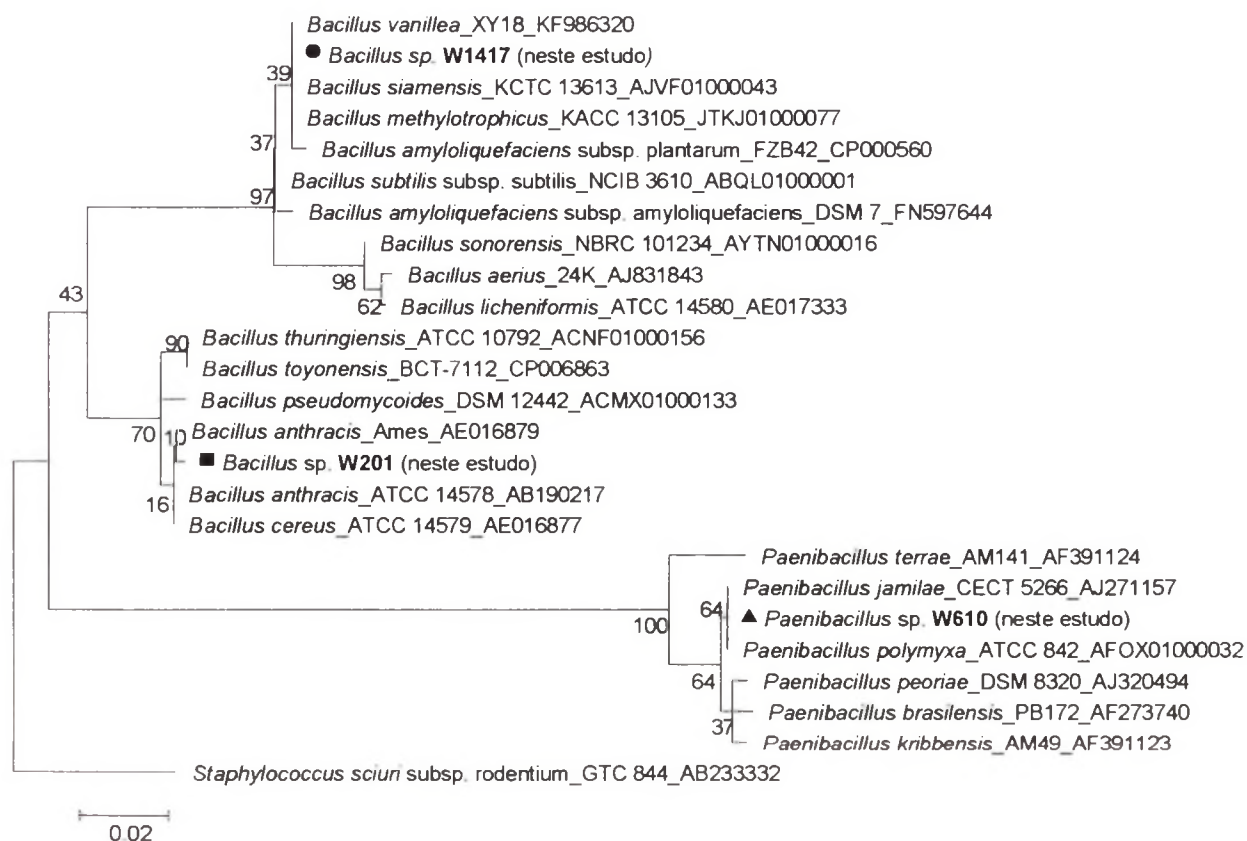 Bacillus vanillea_XY18_KF986320
Bacillus sp. W1417 (neste estudo)
39
Bacillus siamensis_KCTC 13613_AJVF01000043
Bacillus methylotrophicus_KACC 13105_JTKJ01000077
37
Bacillus amyloliquefaciens subsp. plantarum_FZB42_CP000560
Bacillus subtilis subsp. subtilis_NCIB 3610_ABQL01000001
97
Bacillus amyloliquefaciens subsp. amyloliquefaciens_DSM 7_FN597644
Bacillus sonorensis_NBRC 101234_AYTN01000016
98
Bacillus aerius_24K_AJ831843
43
62
Bacillus licheniformis_ATCC 14580_AE017333
90
Bacillus thuringiensis_ATCC 10792_ACNF01000156
Bacillus toyonensis_BCT-7112_CP006863
Bacillus pseudomycoides_DSM 12442_ACMX01000133
70
10
Bacillus anthracis_Ames_AE016879
Bacillus sp. W201 (neste estudo)
16
Bacillus anthracis_ATCC 14578_AB190217
Bacillus cereus_ATCC 14579_AE016877
Paenibacillus terrae_AM141_AF391124
Paenibacillus jamilae_CECT 5266_AJ271157
100
64
Paenibacillus sp. W610 (neste estudo)
Paenibacillus polymyxa_ATCC 842_AFOX01000032
64
Paenibacillus peoriae_DSM 8320_AJ320494
37
Paenibacillus brasilensis_PB172_AF273740
Paenibacillus kribbensis_AM49_AF391123
Staphylococcus sciuri subsp. rodentium_GTC 844_AB233332
0.02